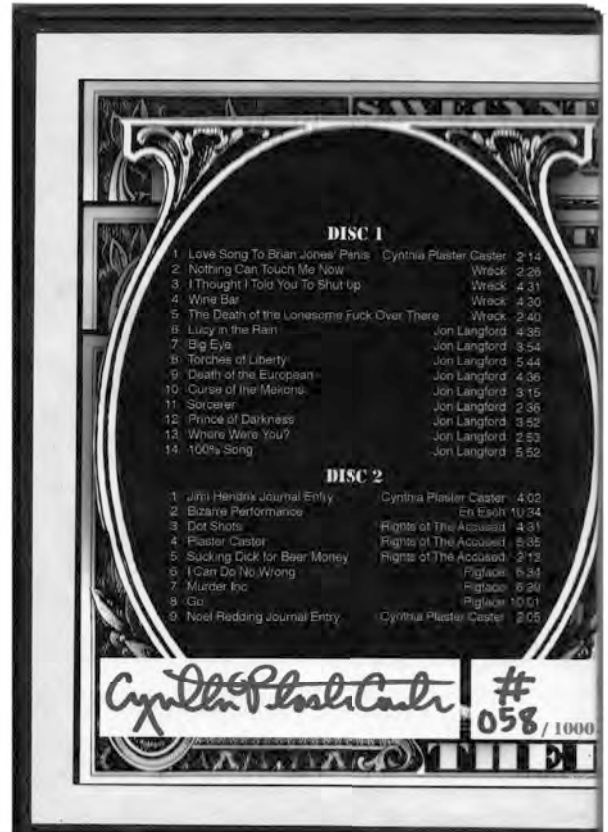 SAVE CYNT
DISC 1
1 Love Song To Brian Jones' Penis Cynthia Plaster Caster 2:14
2 Nothing Can Touch Me Now Wreck 2:26
3 I Thought I Told You To Shut Up Wreck 4:31
4 Wine Bar Wreck 4:30
5 The Death of the Lonesome Fuck Over There Wreck 2:40
6 Lucy in the Rain Jon Langford 4:35
7 Big Eye Jon Langford 3:54
8 Torches of Liberty Jon Langford 5:44
9 Death of the European Jon Langford 4:36
10 Curse of the Mekons Jon Langford 3:15
11 Sorcerer Jon Langford 2:36
12 Prince of Darkness Jon Langford 3:52
13 Where Were You? Jon Langford 2:53
14 100% Song Jon Langford 5:52
DISC 2
1 Jimi Hendrix Journal Entry Cynthia Plaster Caster 4:02
2 Bizarre Performance En Esch 10:34
3 Dot Shots Rights of The Accused 4:31
4 Plaster Caster Rights of The Accused 5:35
5 Sucking Dick for Beer Money Rights of The Accused 2:12
6 I Can Do No Wrong Pigface 6:34
7 Murder Inc Pigface 6:39
8 Go Pigface 10:01
9 Noel Redding Journal Entry Cynthia Plaster Caster 2:05
Cynthia Plaster Caster
#
058 / 1000
THE